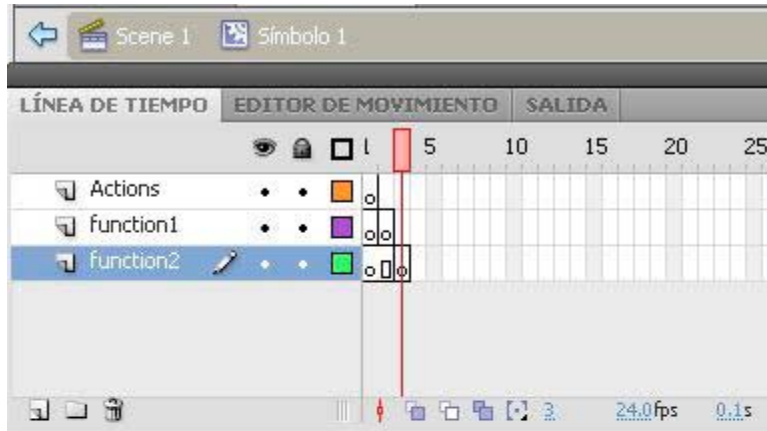 Scene 1 Símbolo 1
LÍNEA DE TIEMPO EDITOR DE MOVIMIENTO SALIDA
5 10 15 20 25
Actions
function1
function2
3 24.0fps 0.1s